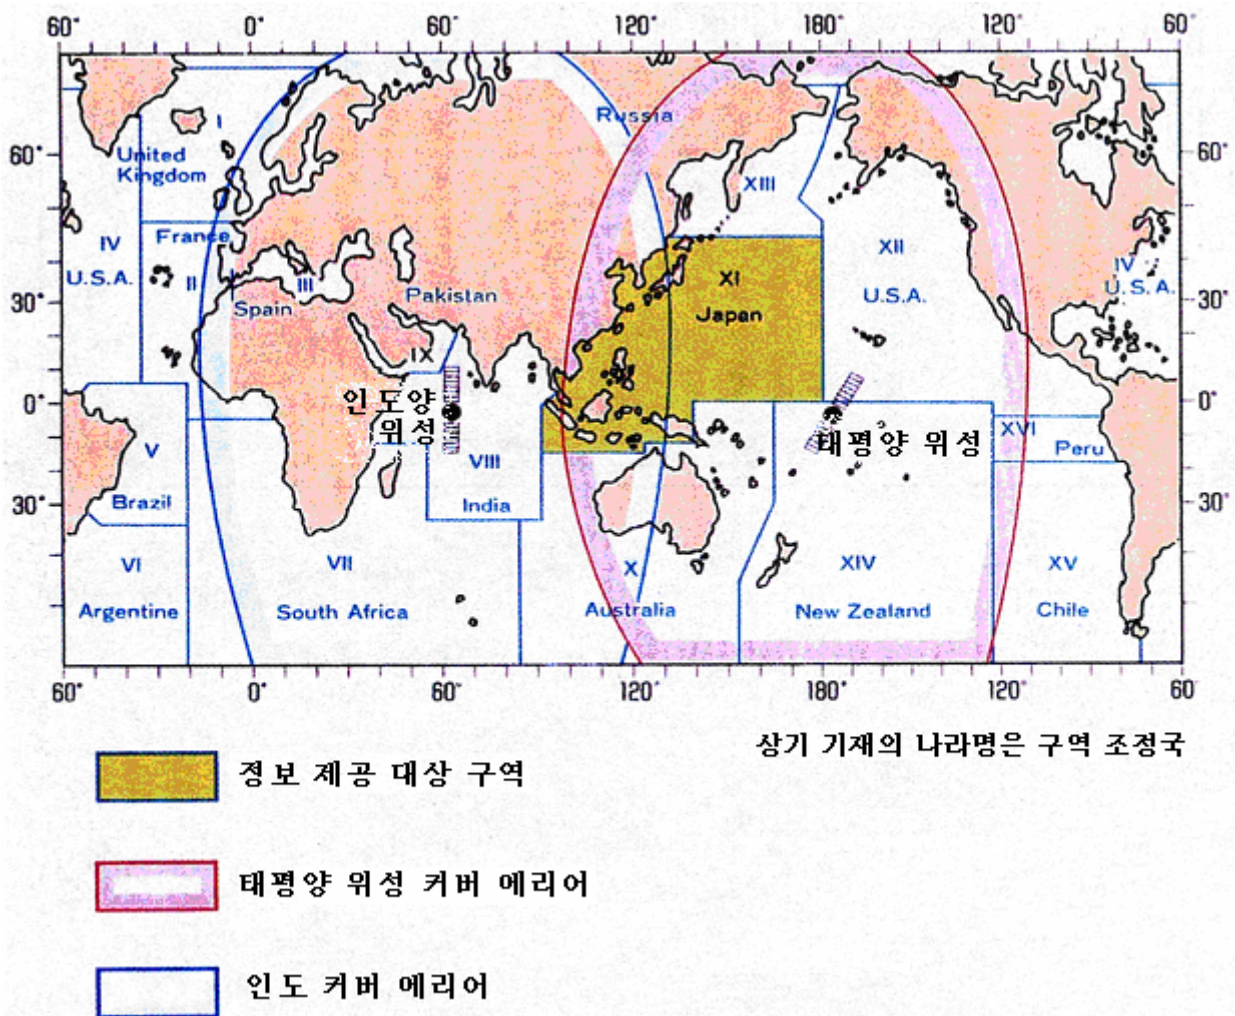 60° 0° 60° 120° 180° 120° 60°
Russia
I
60° United 60°
Kingdom XIII
IV France XII
U.S.A. II III XI IV
Pakistan U.S.A. U.S.A.
30° Spain Japan 30°
IX
0° 인도양 0°
위성 태평양 위성 XVI
V VIII Peru
Brazil India
30° 30°
VI VII X XIV XV
Argentine South Africa Australia New Zealand Chile
60° 0° 60° 120° 180° 120° 60°
상기 기재의 나라명은 구역 조정국
정보 제공 대상 구역
태평양 위성 커버 에리어
인도 커버 에리어